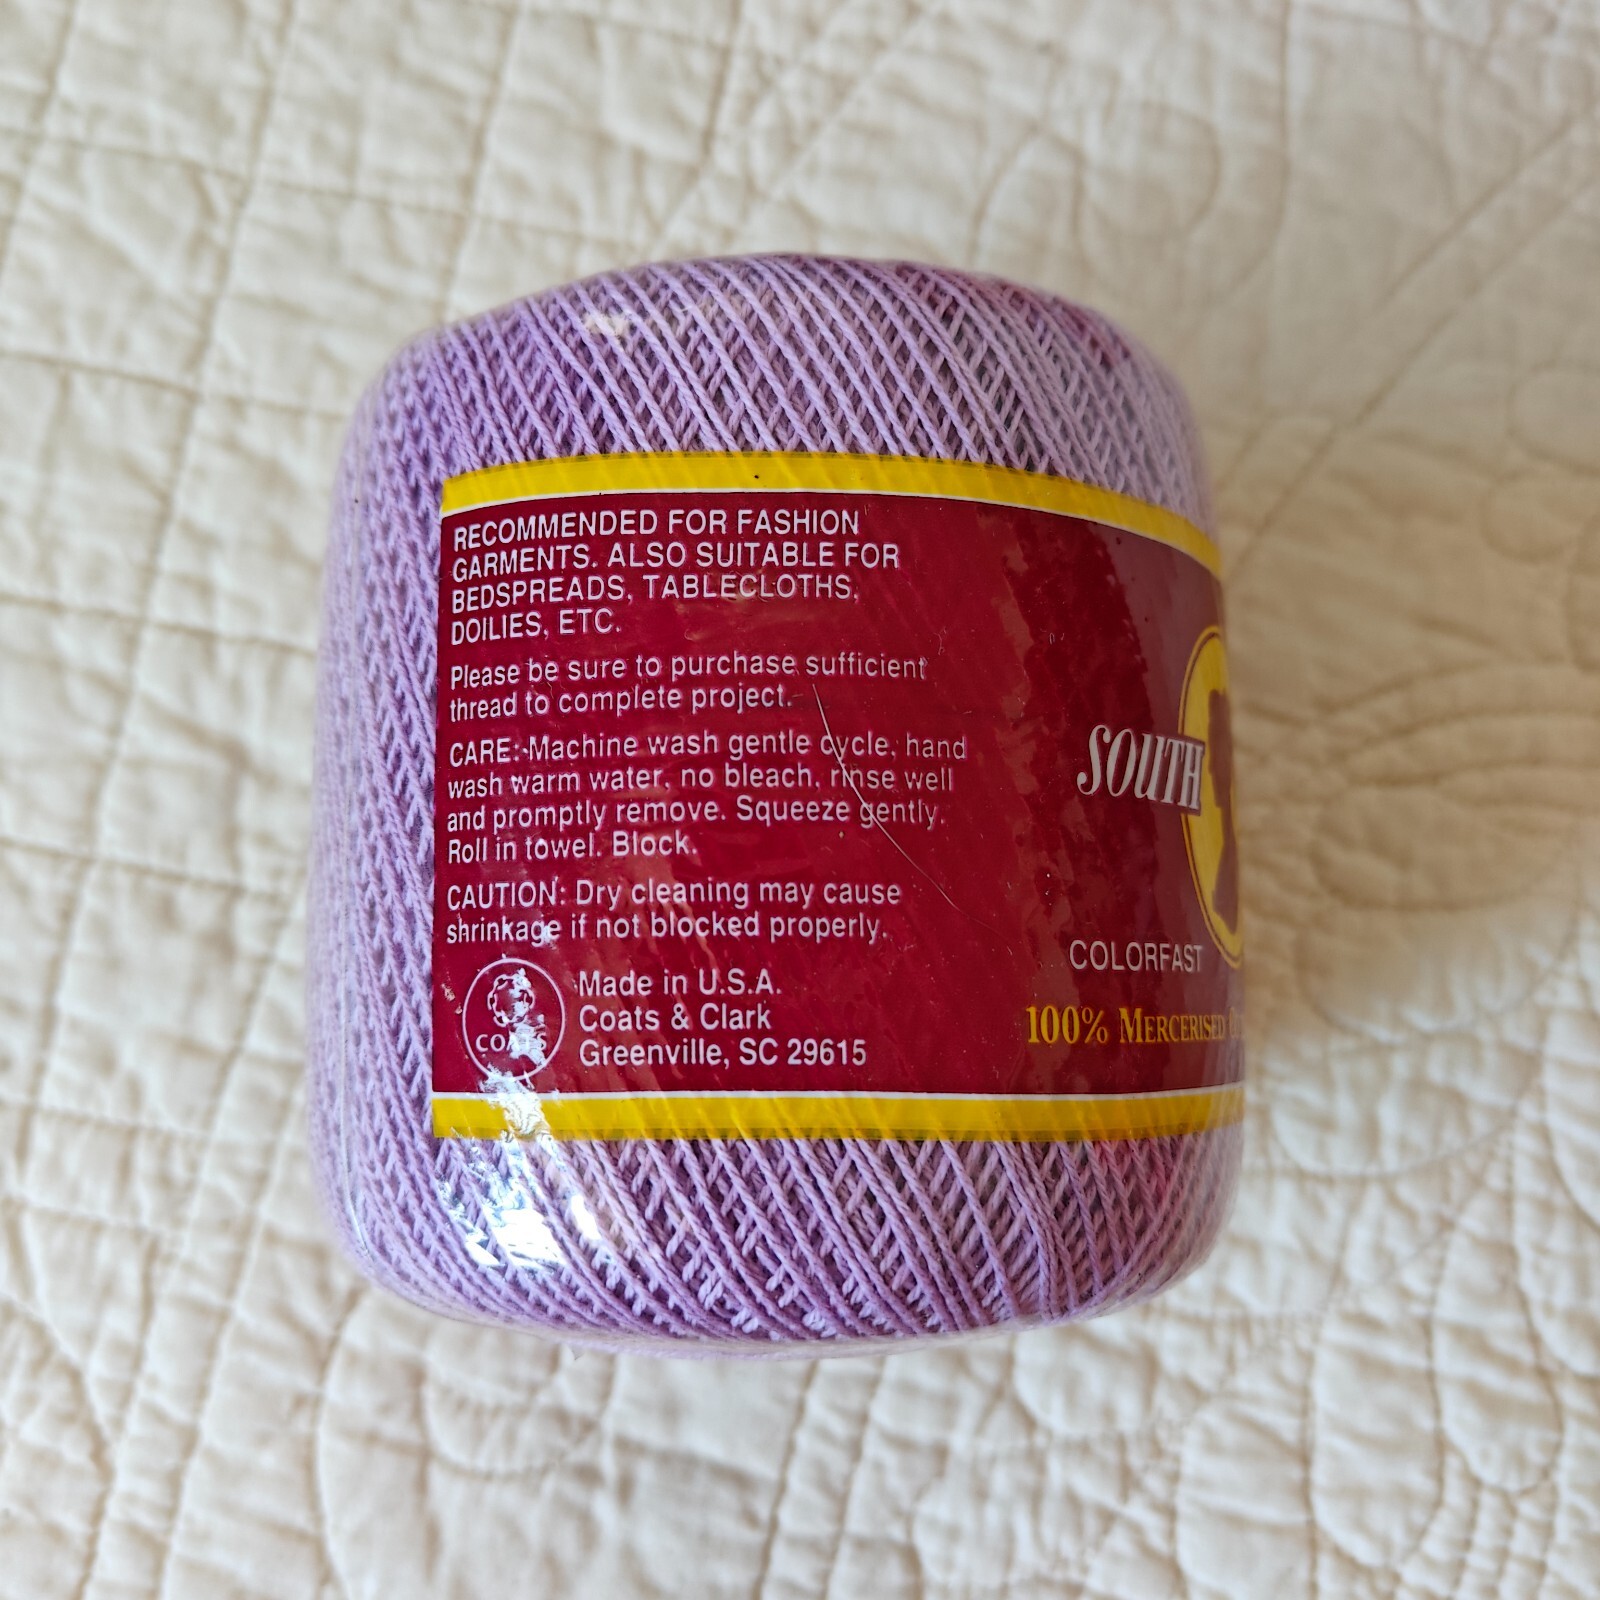 RECOMMENDED FOR FASHION
GARMENTS. ALSO SUITABLE FOR
BEDSPREADS, TABLECLOTHS,
DOILIES, ETC.
Please be sure to purchase sufficient
thread to complete project.
CARE: Machine wash gentle cycle, hand
wash warm water, no bleach, rinse well
and promptly remove. Squeeze gently.
Roll in towel. Block.
CAUTION: Dry cleaning may cause
shrinkage if not blocked properly.
COATS
Made in U.S.A.
Coats & Clark
Greenville, SC 29615
SOUTH
COLORFAST
100% MERCERISED